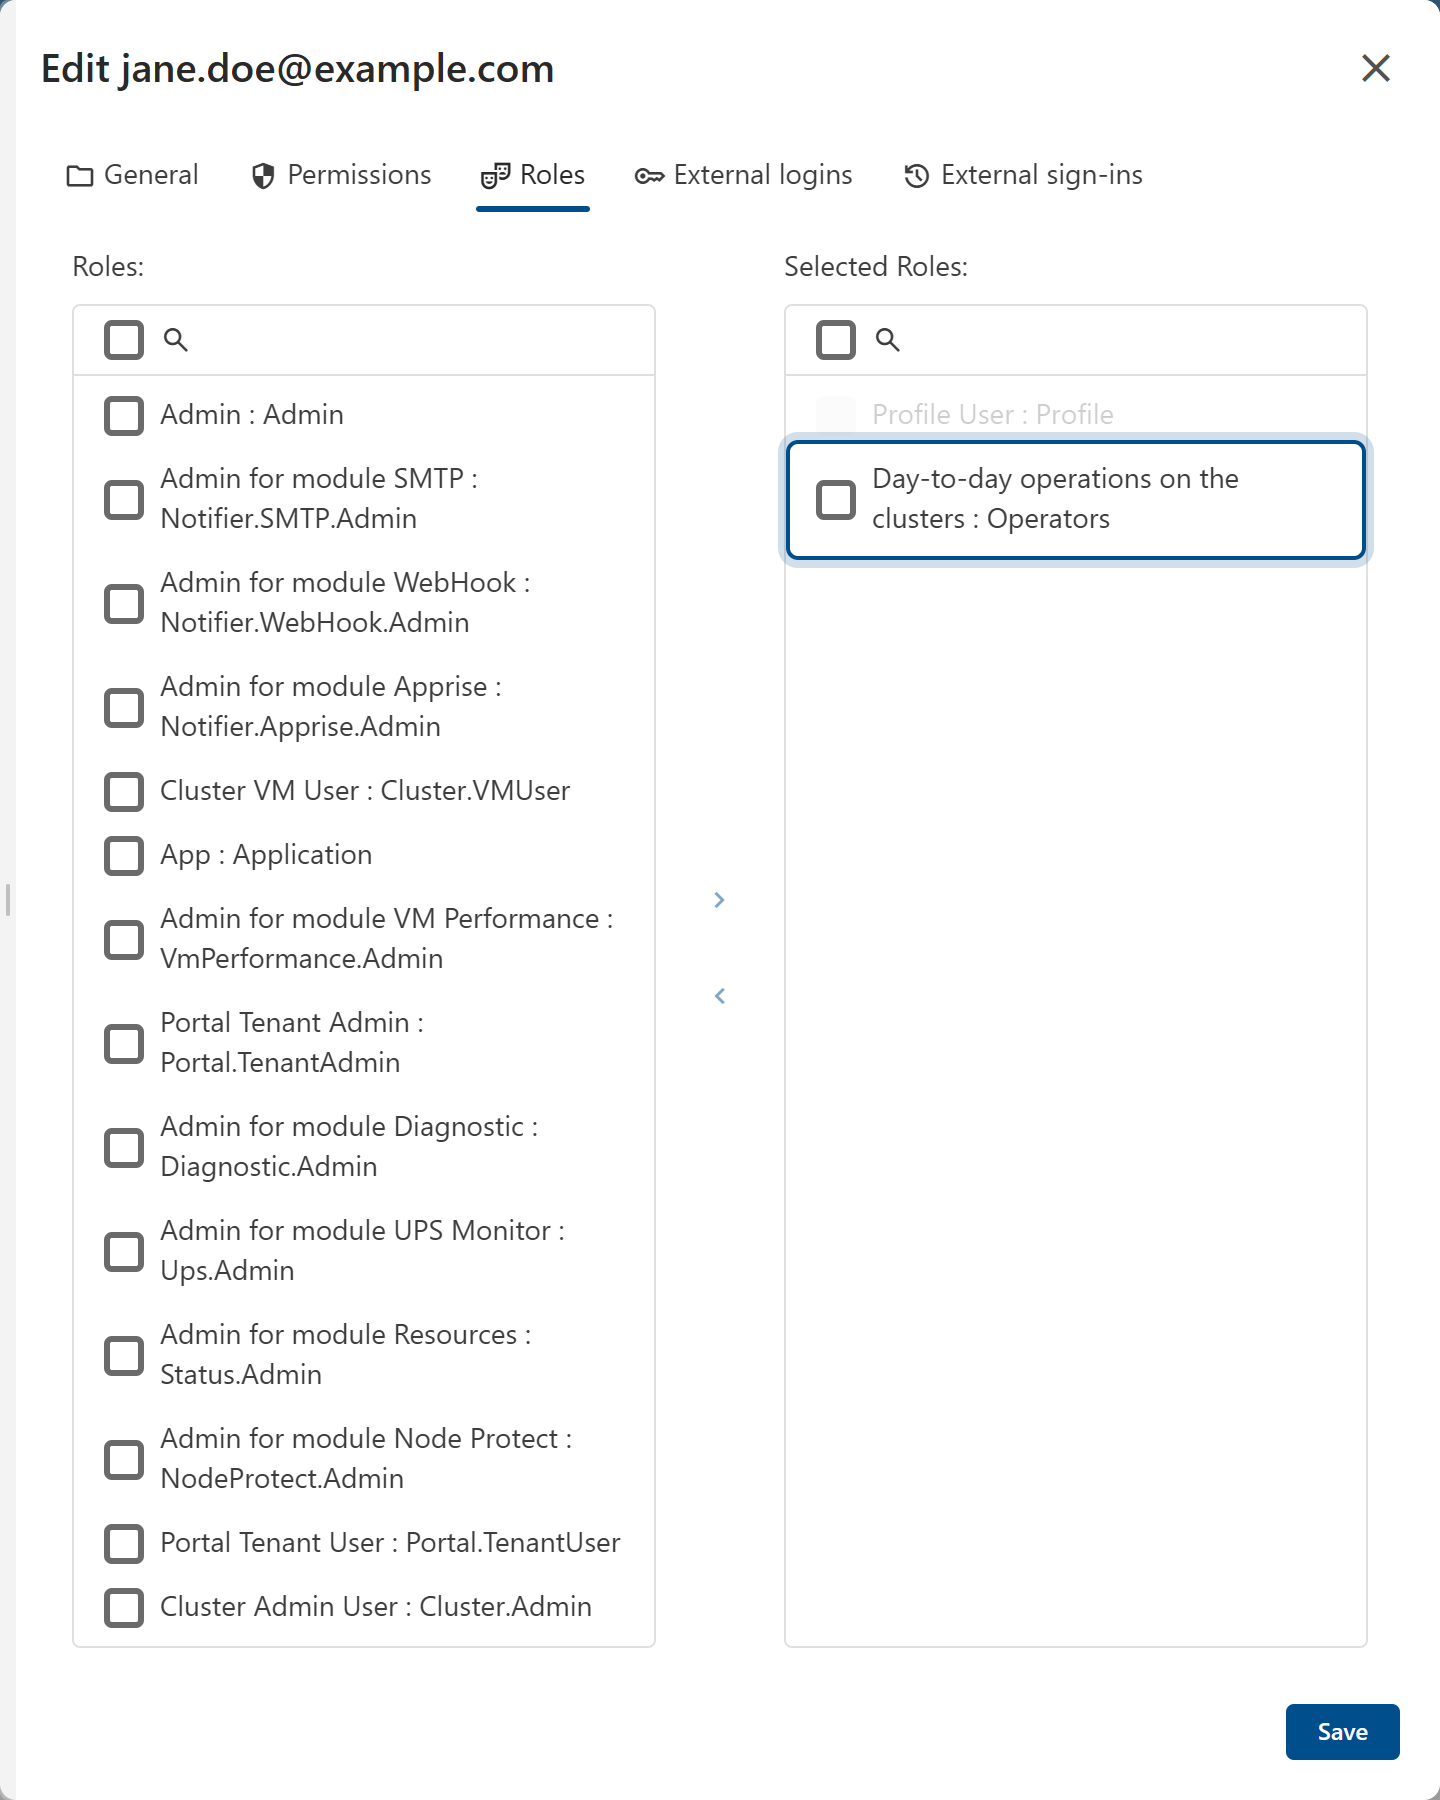 Edit jane.doe@example.com
General
Permissions
Roles
External logins
External sign-ins
Roles:
Admin : Admin
Admin for module SMTP :
Notifier.SMTP.Admin
Admin for module WebHook :
Notifier.WebHook.Admin
Admin for module Apprise :
Notifier.Apprise.Admin
Cluster VM User : Cluster.VMUser
App : Application
Admin for module VM Performance :
VmPerformance.Admin
Portal Tenant Admin :
Portal.TenantAdmin
Admin for module Diagnostic :
Diagnostic.Admin
Admin for module UPS Monitor :
Ups.Admin
Admin for module Resources :
Status.Admin
Admin for module Node Protect :
NodeProtect.Admin
Portal Tenant User : Portal.TenantUser
Cluster Admin User : Cluster.Admin
Selected Roles:
Profile User : Profile
Day-to-day operations on the
clusters : Operators
Save